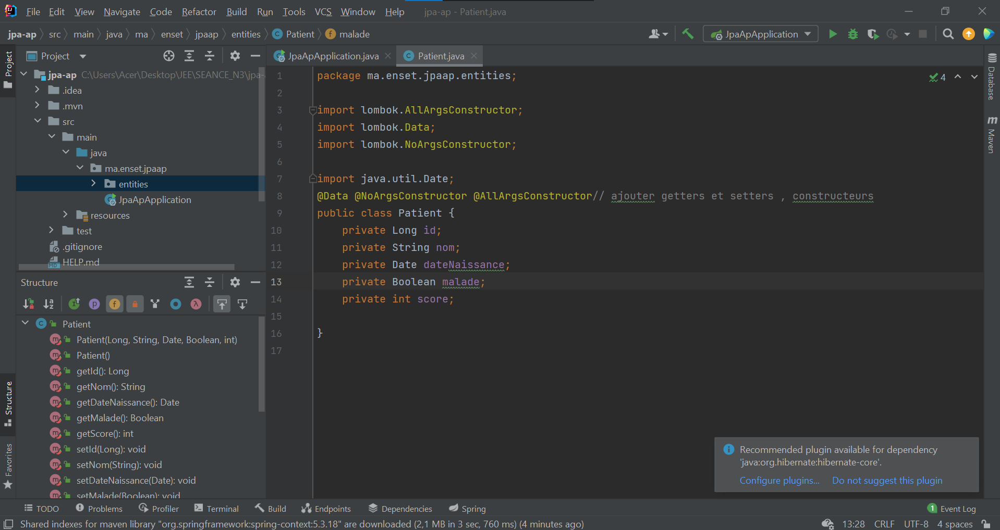 File Edit View Navigate Code Refactor Build Run Tools VCS Window Help jpa-ap - Patient.java
jpa-ap src main java ma enset jpaap entities Patient malade
JpaApApplication
Project
JpaApApplication.java
Patient.java
jpa-ap C:\Users\Acer\Desktop\JEE\SEANCE_N3\jpa-
.idea
.mvn
src
main
java
ma.enset.jpaap
entities
JpaApApplication
resources
test
.gitignore
HELP.md
Structure
Patient
Patient(Long, String, Date, Boolean, int)
Patient()
getId(): Long
getNom(): String
getDateNaissance(): Date
getMalade(): Boolean
getScore(): int
setId(Long): void
setNom(String): void
setDateNaissance(Date): void
setMalade(Boolean): void
1 package ma.enset.jpaap.entities;
2
3 import lombok.AllArgsConstructor;
4 import lombok.Data;
5 import lombok.NoArgsConstructor;
6
7 import java.util.Date;
8 @Data @NoArgsConstructor @AllArgsConstructor// ajouter getters et setters , constructeurs
9 public class Patient {
10 private Long id;
11 private String nom;
12 private Date dateNaissance;
13 private Boolean malade;
14 private int score;
15
16 }
17
4
Project
Structure
Favorites
Database
Maven
Recommended plugin available for dependency
'java:org.hibernate:hibernate-core'.
Configure plugins... Do not suggest this plugin
TODO Problems Profiler Terminal Build Endpoints Dependencies Spring 1 Event Log
Shared indexes for maven library "org.springframework:spring-context:5.3.18" are downloaded (2,1 MB in 3 sec, 760 ms) (4 minutes ago) 13:28 CRLF UTF-8 4 spaces